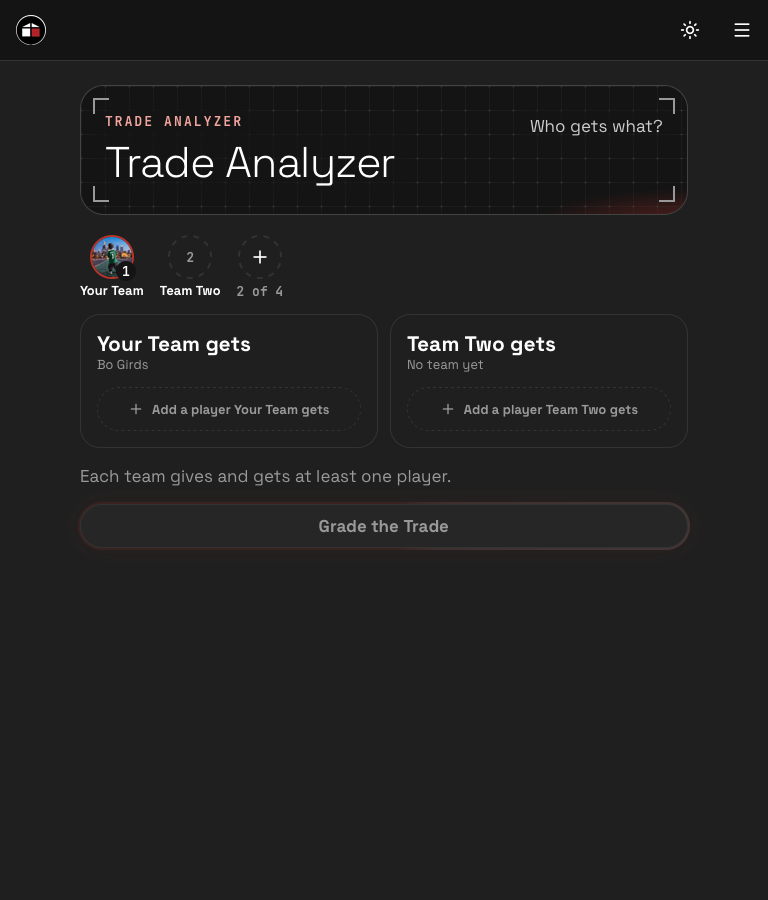 TRADE ANALYZER
Who gets what?
Trade Analyzer
1
2
Your Team
Team Two
2 of 4
Your Team gets
Bo Girds
Add a player Your Team gets
Team Two gets
No team yet
Add a player Team Two gets
Each team gives and gets at least one player.
Grade the Trade